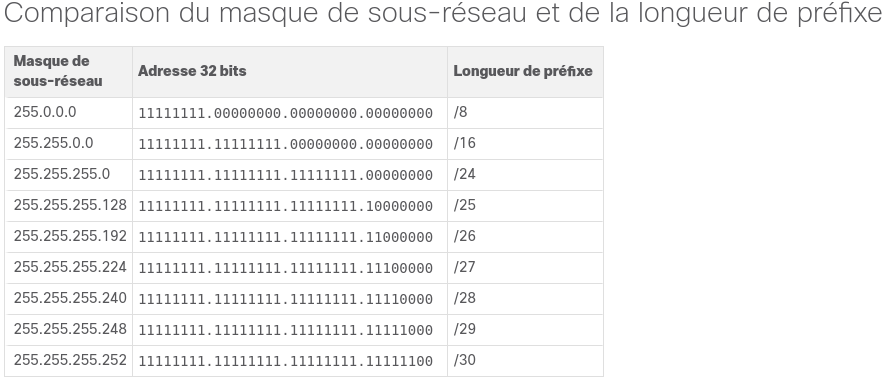 Comparaison du masque de sous-réseau et de la longueur de préfixe
Masque de
sous-réseau
Adresse 32 bits
Longueur de préfixe
255.0.0.0 11111111.00000000.00000000.00000000 /8
255.255.0.0 11111111.11111111.00000000.00000000 /16
255.255.255.0 11111111.11111111.11111111.00000000 /24
255.255.255.128 11111111.11111111.11111111.10000000 /25
255.255.255.192 11111111.11111111.11111111.11000000 /26
255.255.255.224 11111111.11111111.11111111.11100000 /27
255.255.255.240 11111111.11111111.11111111.11110000 /28
255.255.255.248 11111111.11111111.11111111.11111000 /29
255.255.255.252 11111111.11111111.11111111.11111100 /30